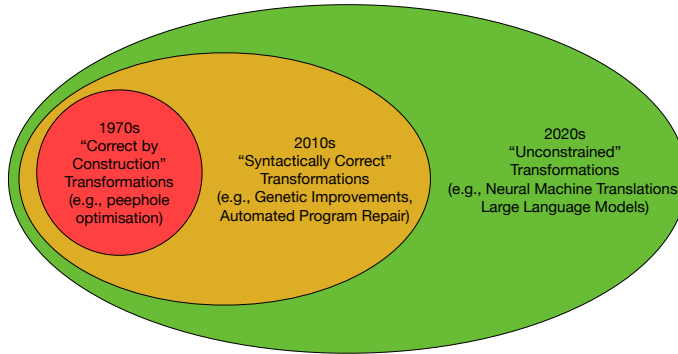 1970s
“Correct by
Construction”
Transformations
(e.g., peephole
optimisation)
2010s
“Syntactically Correct”
Transformations
(e.g., Genetic Improvements,
Automated Program Repair)
2020s
“Unconstrained”
Transformations
(e.g., Neural Machine Translations
Large Language Models)